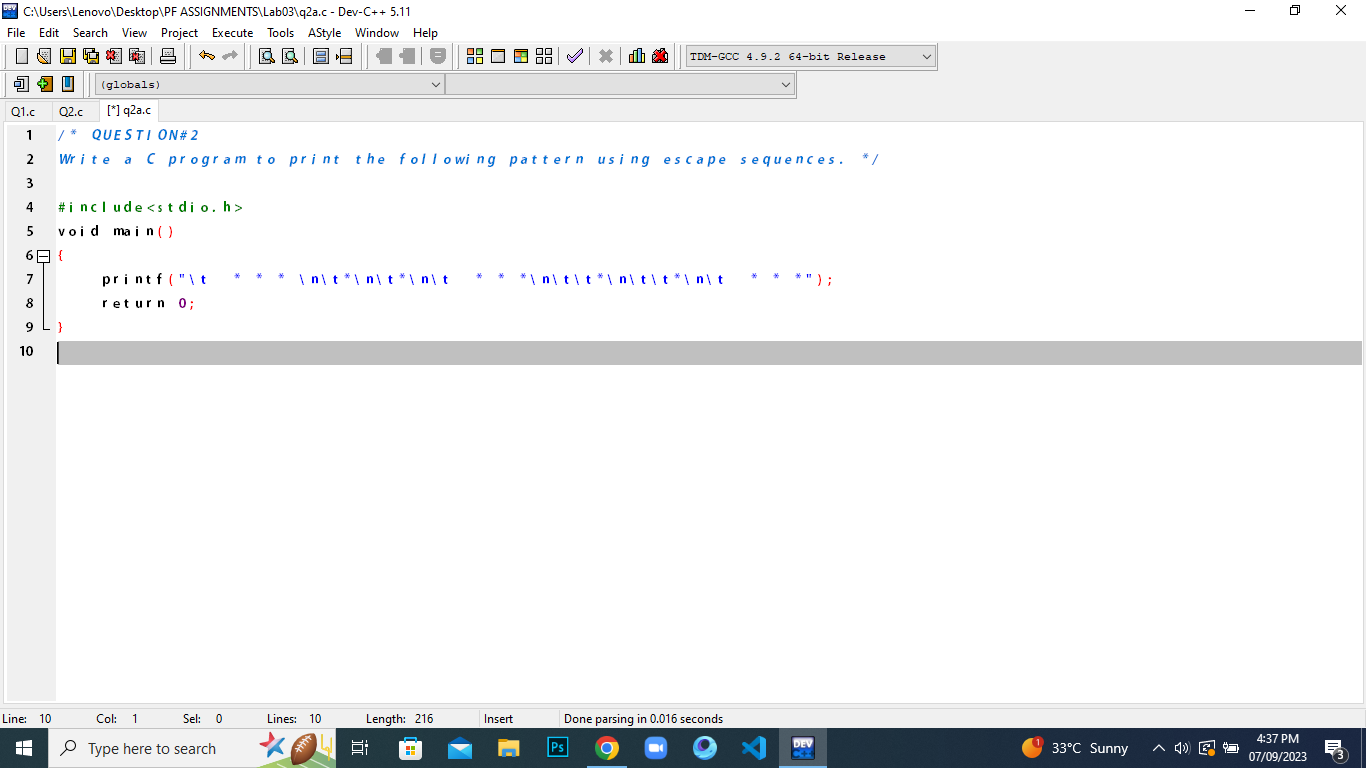 C:\Users\Lenovo\Desktop\PF ASSIGNMENTS\Lab03\q2a.c - Dev-C++ 5.11
File Edit Search View Project Execute Tools AStyle Window Help
TDM-GCC 4.9.2 64-bit Release
(globals)
Q1.c Q2.c [*] q2a.c
1 /* QUESTION#2
2 Write a C program to print the following pattern using escape sequences. */
3
4 #include<stdio.h>
5 void main()
6 {
7 printf("\t  * * * \n\t*\n\t*\n\t  * * *\n\t\t*\n\t\t*\n\t  * * *");
8 return 0;
9 }
10
Line: 10 Col: 1 Sel: 0 Lines: 10 Length: 216 Insert Done parsing in 0.016 seconds
Type here to search Ps DEV 1 33°C Sunny 4:37 PM
07/09/2023 3